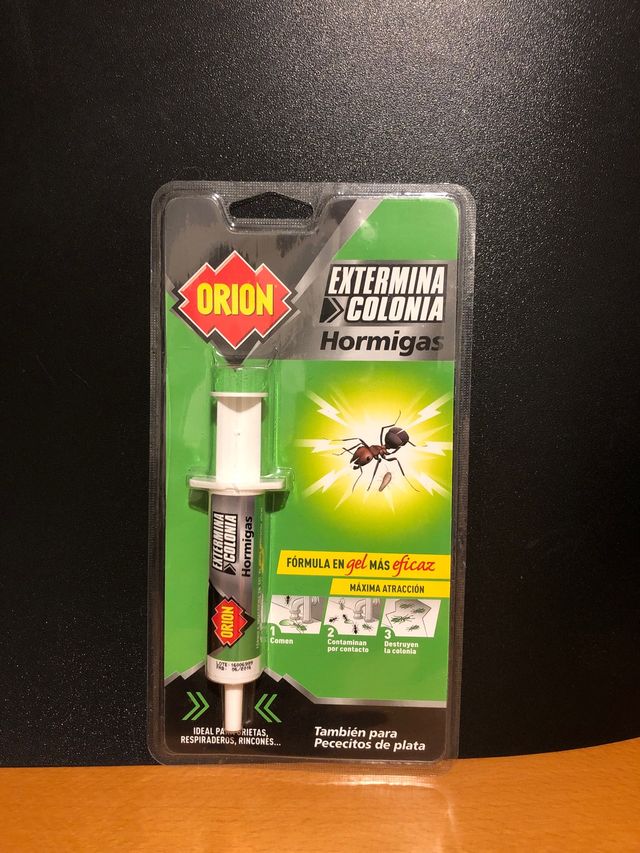 ORION
EXTERMINA
COLONIA
Hormigas
EXTERMINA
COLONIA
Hormigas
ORION
FÓRMULA EN gel MÁS eficaz
MÁXIMA ATRACCIÓN
1
Comen
2
Contaminan
por contacto
3
Destruyen
la colonia
IDEAL PARA GRIETAS,
RESPIRADEROS, RINCONES...
También para
Pececitos de plata